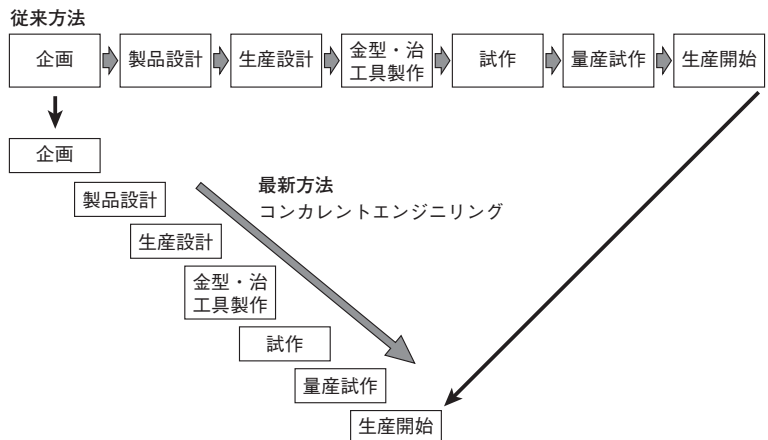 従来方法
企画
製品設計
生産設計
金型・治
工具製作
試作
量産試作
生産開始
企画
製品設計
最新方法
コンカレントエンジニリング
生産設計
金型・治
工具製作
試作
量産試作
生産開始